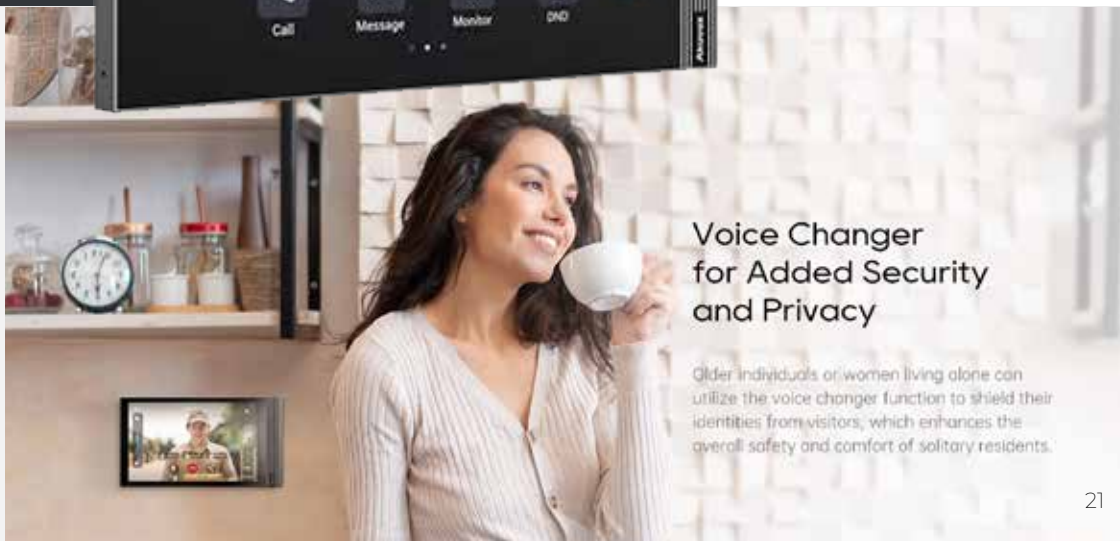 Call Message Monitor DND
Akuvox
Voice Changer
for Added Security
and Privacy
Older individuals or women living alone can
utilize the voice changer function to shield their
identities from visitors, which enhances the
overall safety and comfort of solitary residents.
21